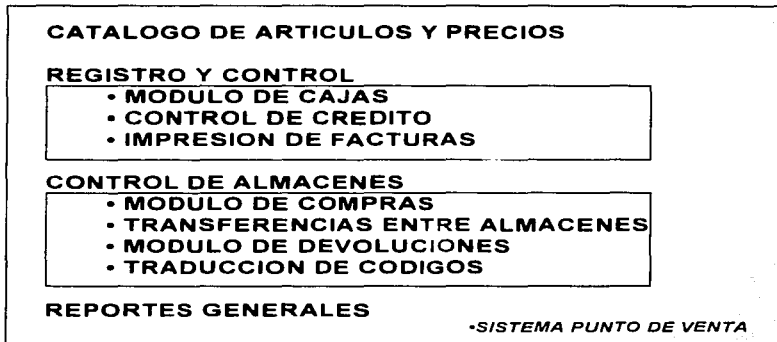 CATALOGO DE ARTICULOS Y PRECIOS
REGISTRO Y CONTROL
• MODULO DE CAJAS
• CONTROL DE CREDITO
• IMPRESION DE FACTURAS
CONTROL DE ALMACENES
• MODULO DE COMPRAS
• TRANSFERENCIAS ENTRE ALMACENES
• MODULO DE DEVOLUCIONES
• TRADUCCION DE CODIGOS
REPORTES GENERALES
•SISTEMA PUNTO DE VENTA